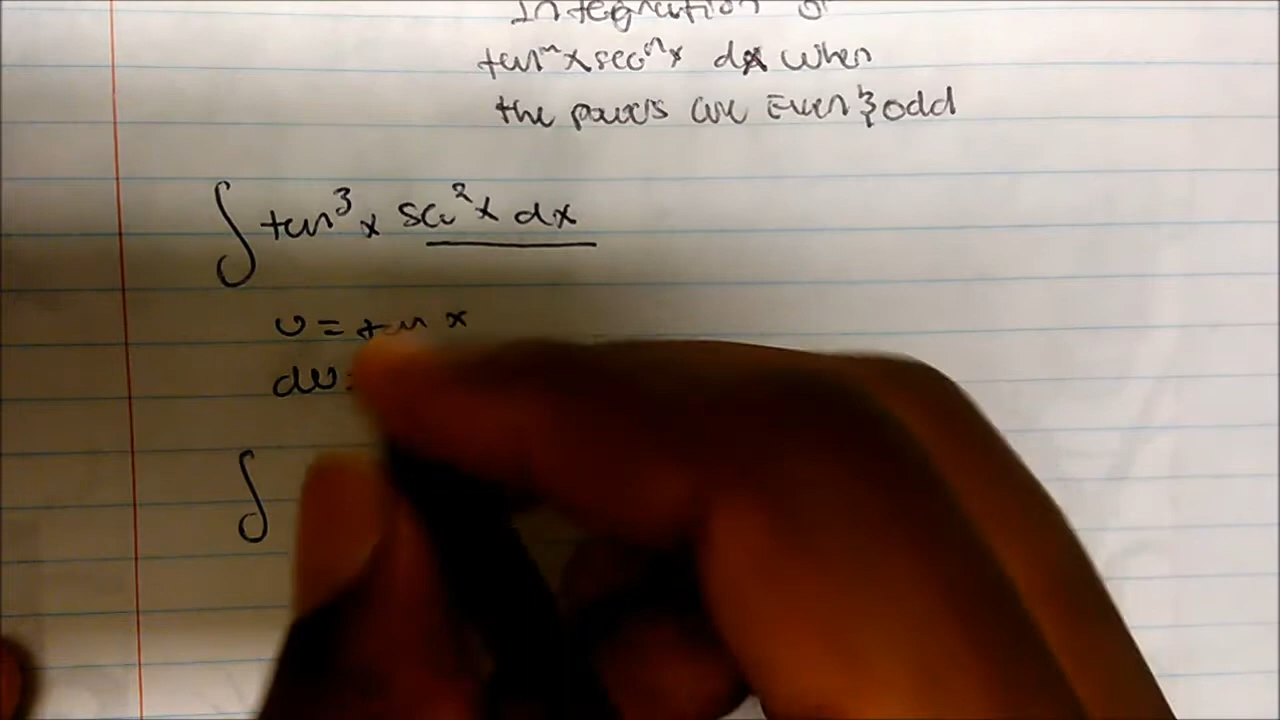 Integration of
tanᵐx secⁿx dx when
the powers are Even & odd
∫ tan³x sec²x dx
u = tan x
du =
∫